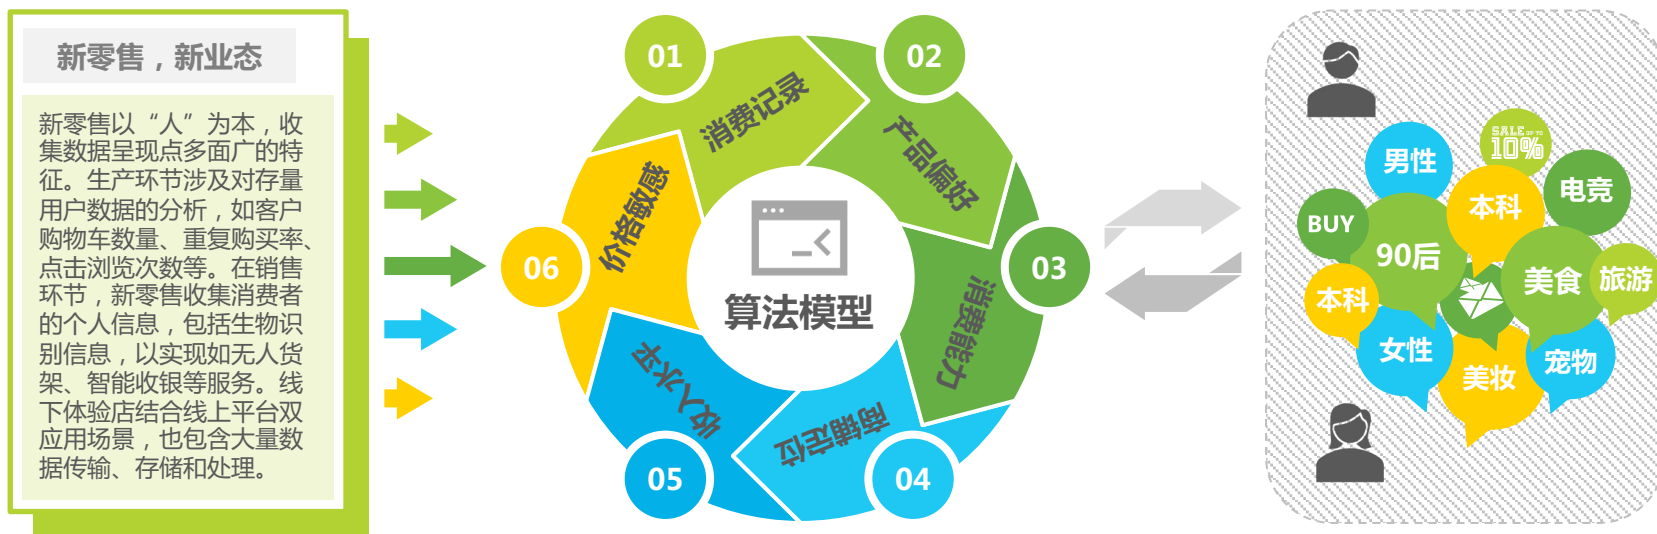 新零售，新业态
新零售以“人”为本，收
集数据呈现点多面广的特
征。生产环节涉及对存量
用户数据的分析，如客户
购物车数量、重复购买率、
点击浏览次数等。在销售
环节，新零售收集消费者
的个人信息，包括生物识
别信息，以实现如无人货
架、智能收银等服务。线
下体验店结合线上平台双
应用场景，也包含大量数
据传输、存储和处理。
01
消费记录
02
产品偏好
03
消费能力
04
商铺定位
05
收入水平
06
价格敏感
算法模型
男性
SALE UP TO
10%
电竞
本科
BUY
90后
美食
旅游
本科
女性
美妆
宠物